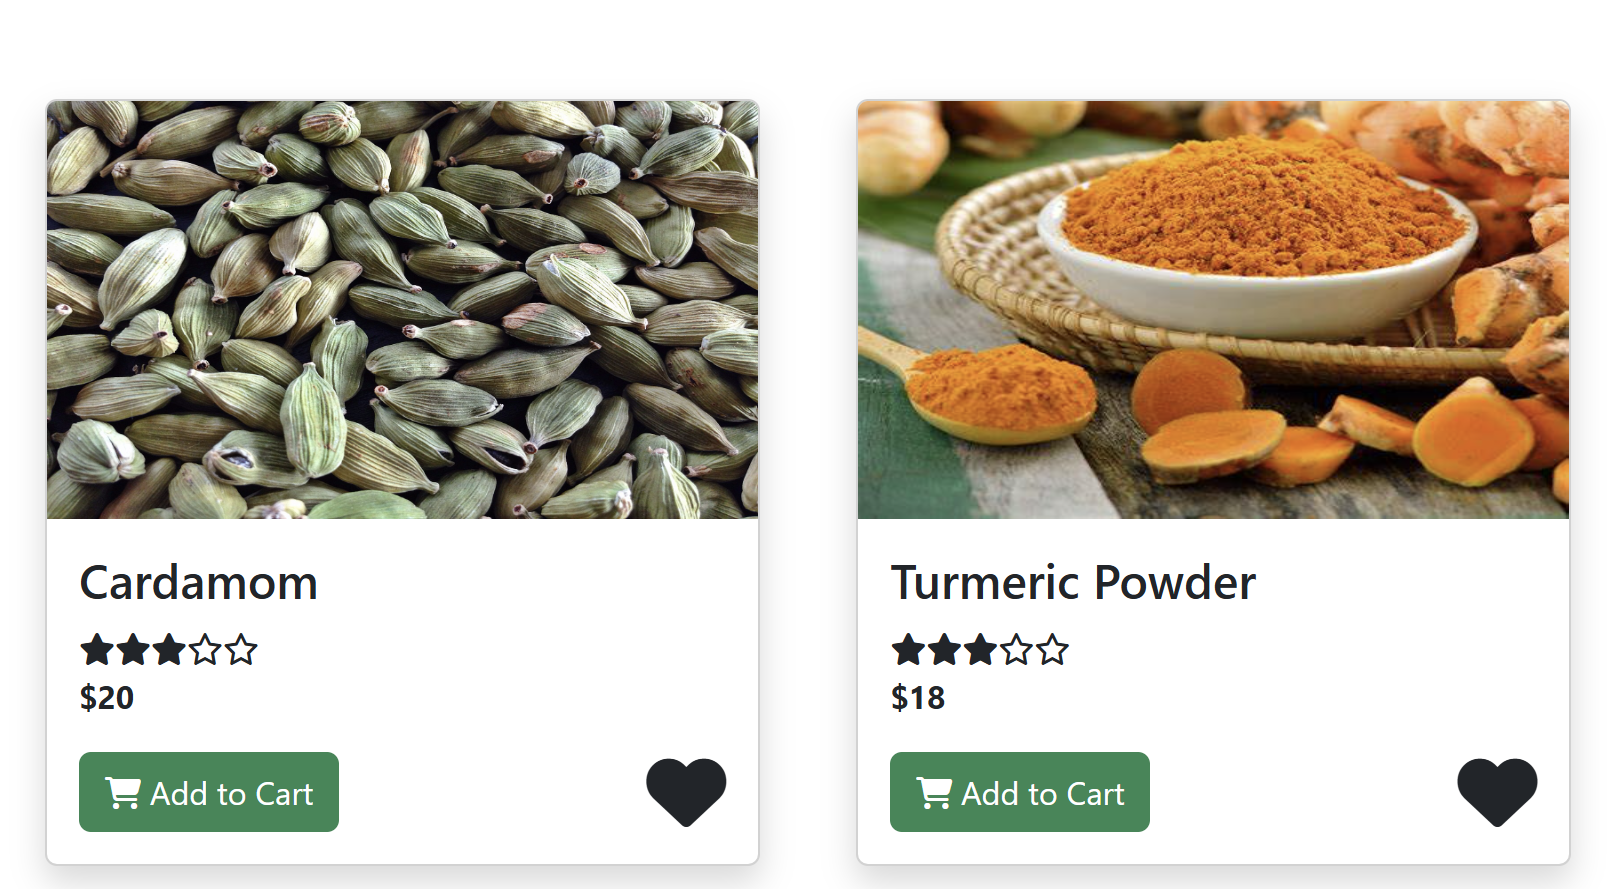 Cardamom
$20
Add to Cart
Turmeric Powder
$18
Add to Cart